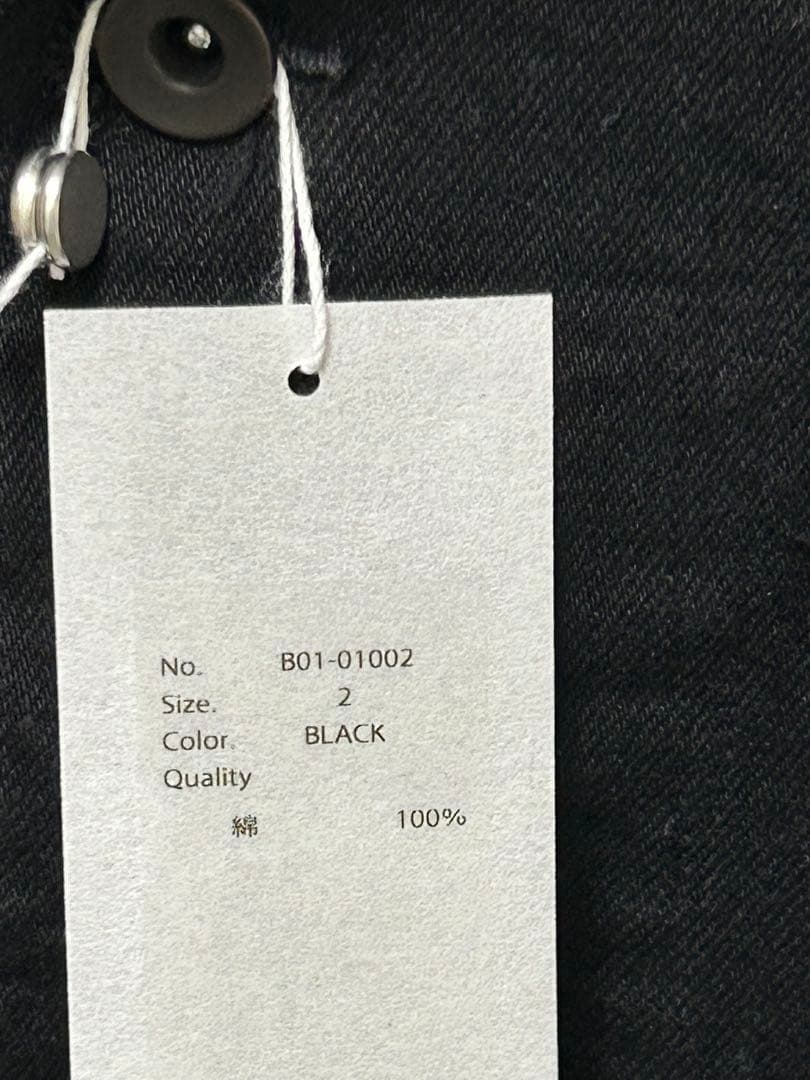 No. B01-01002
Size. 2
Color. BLACK
Quality
綿 100%